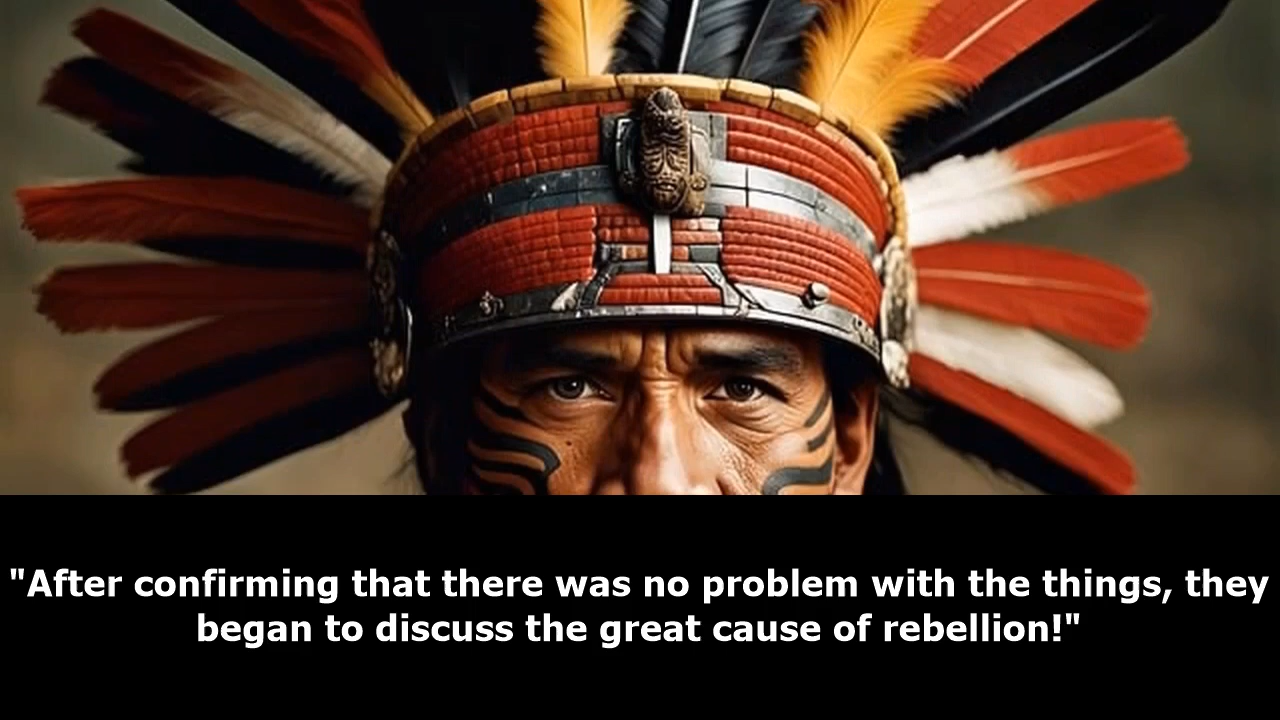 "After confirming that there was no problem with the things, they
began to discuss the great cause of rebellion!"